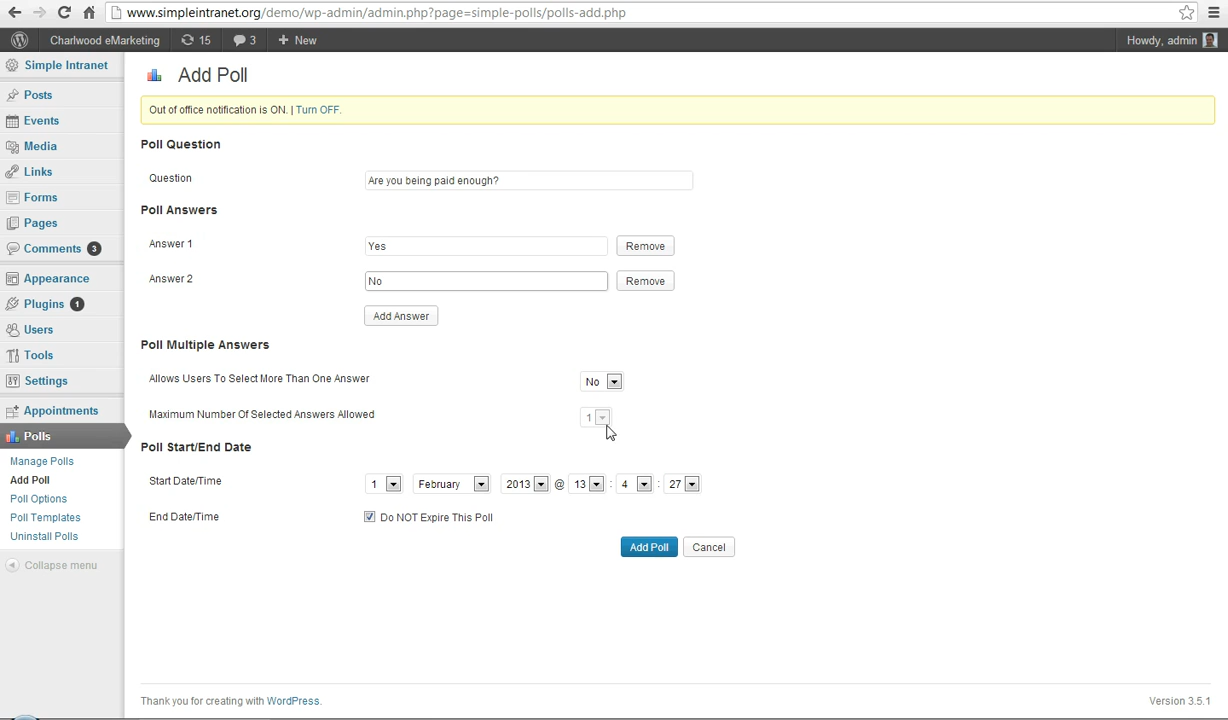 www.simpleintranet.org/demo/wp-admin/admin.php?page=simple-polls/polls-add.php
Charlwood eMarketing 15 3 + New Howdy, admin
Simple Intranet
Posts
Events
Media
Links
Forms
Pages
Comments 3
Appearance
Plugins 1
Users
Tools
Settings
Appointments
Polls
Manage Polls
Add Poll
Poll Options
Poll Templates
Uninstall Polls
Collapse menu
Add Poll
Out of office notification is ON. | Turn OFF.
Poll Question
Question Are you being paid enough?
Poll Answers
Answer 1 Yes Remove
Answer 2 No Remove
Add Answer
Poll Multiple Answers
Allows Users To Select More Than One Answer No
Maximum Number Of Selected Answers Allowed 1
Poll Start/End Date
Start Date/Time 1 February 2013 @ 13 : 4 : 27
End Date/Time Do NOT Expire This Poll
Add Poll Cancel
Thank you for creating with WordPress. Version 3.5.1